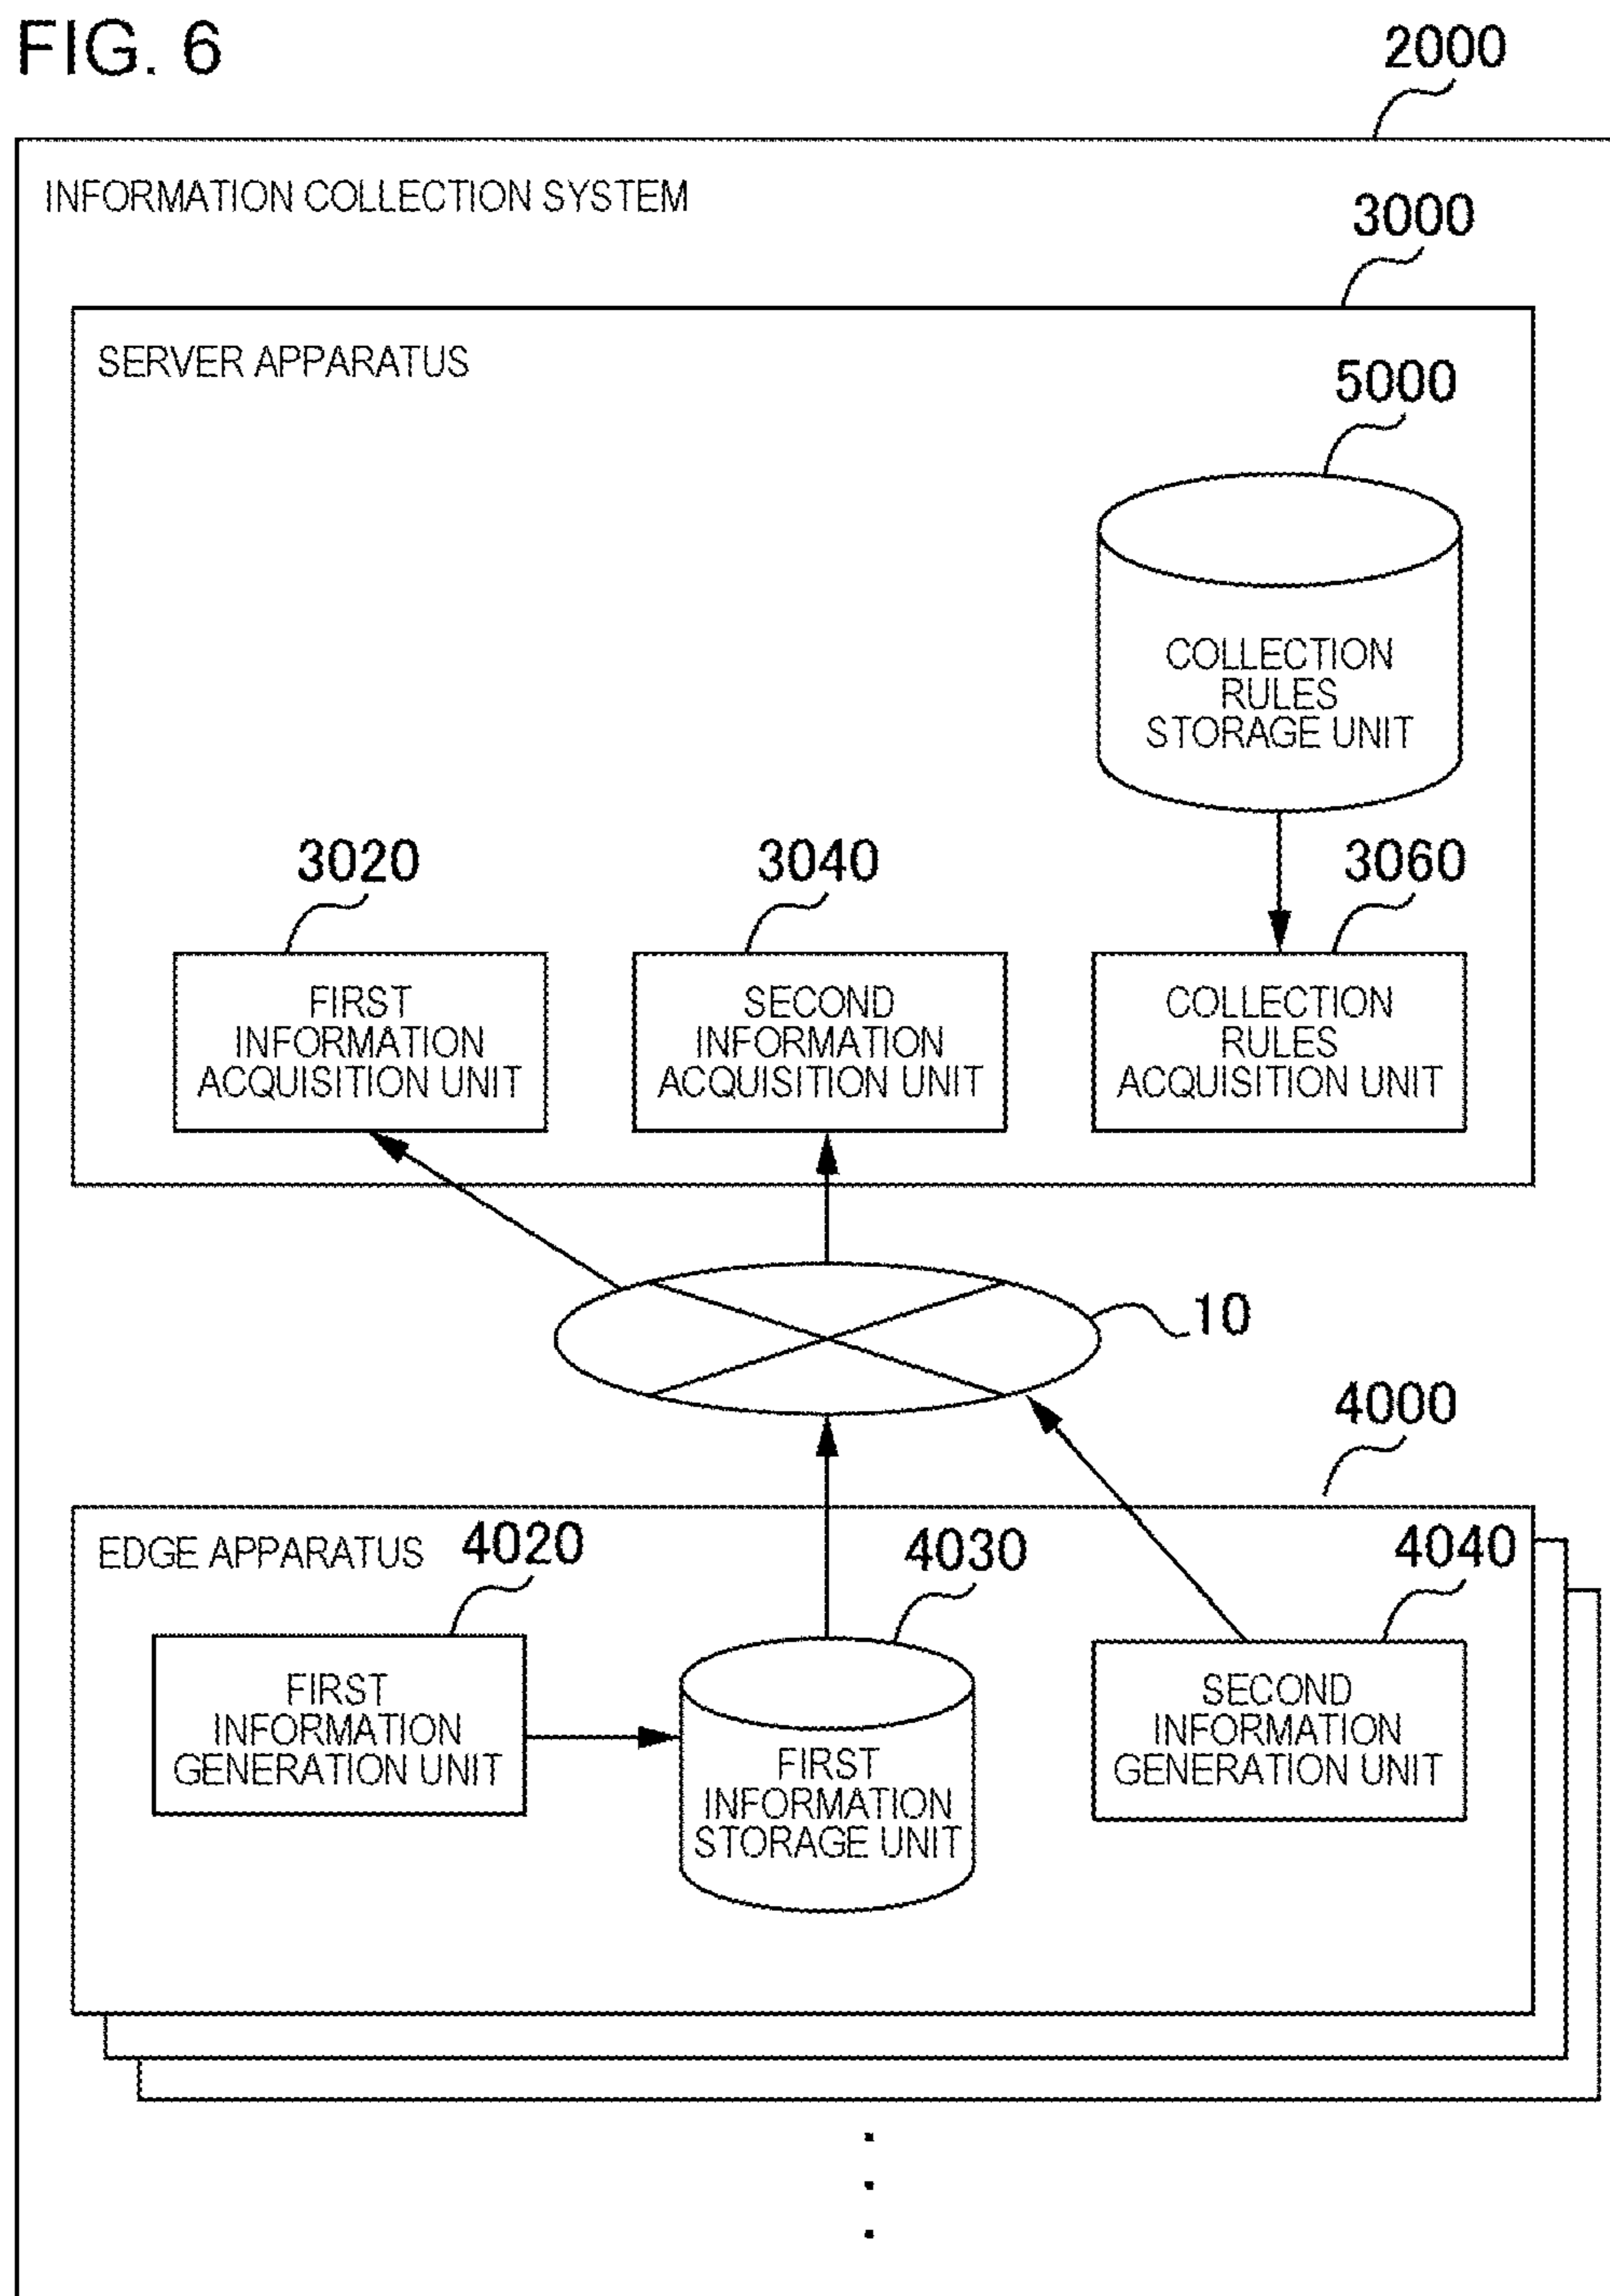 FIG. 6
2000
INFORMATION COLLECTION SYSTEM
3000
SERVER APPARATUS
5000
COLLECTION
RULES
STORAGE UNIT
3020
3040
3060
FIRST
INFORMATION
ACQUISITION UNIT
SECOND
INFORMATION
ACQUISITION UNIT
COLLECTION
RULES
ACQUISITION UNIT
10
4000
EDGE APPARATUS
4020
4030
4040
FIRST
INFORMATION
GENERATION UNIT
FIRST
INFORMATION
STORAGE UNIT
SECOND
INFORMATION
GENERATION UNIT